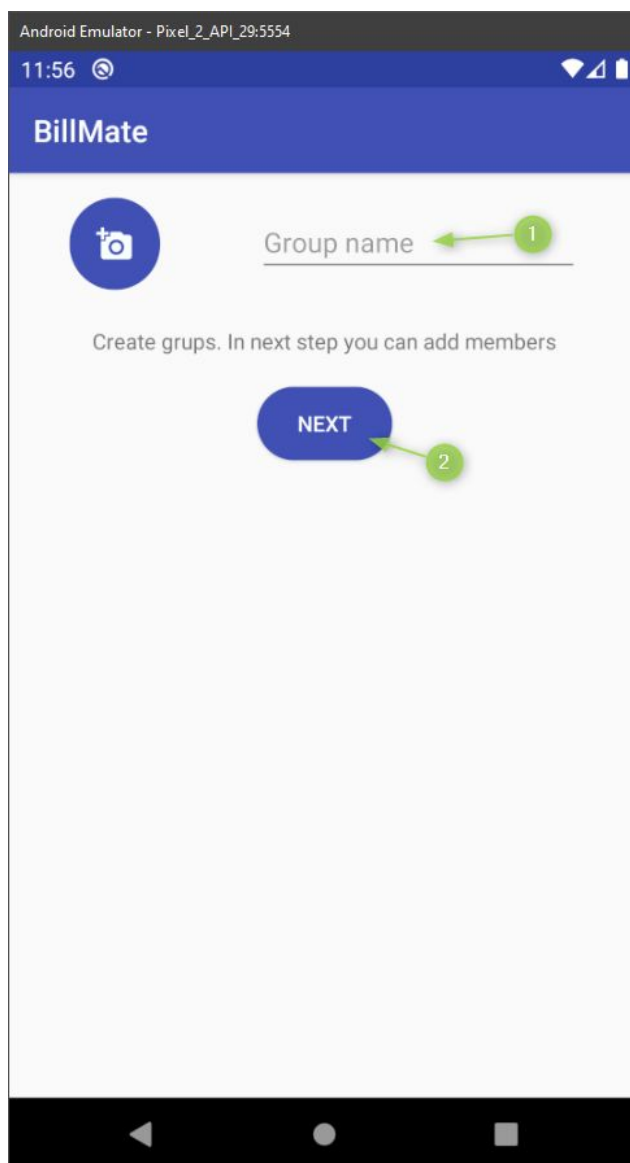 Android Emulator - Pixel_2_API_29:5554
11:56
BillMate
Group name
1
Create grups. In next step you can add members
NEXT
2